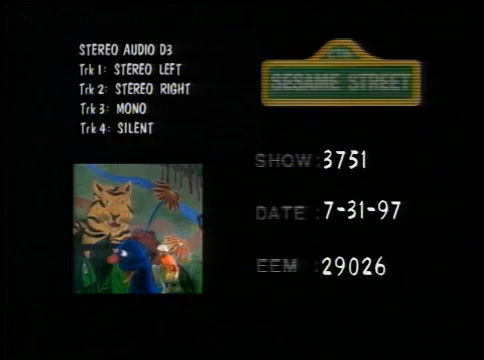 STEREO AUDIO D3
Trk 1: STEREO LEFT
Trk 2: STEREO RIGHT
Trk 3: MONO
Trk 4: SILENT
SESAME STREET
SHOW: 3751
DATE: 7-31-97
EEM: 29026